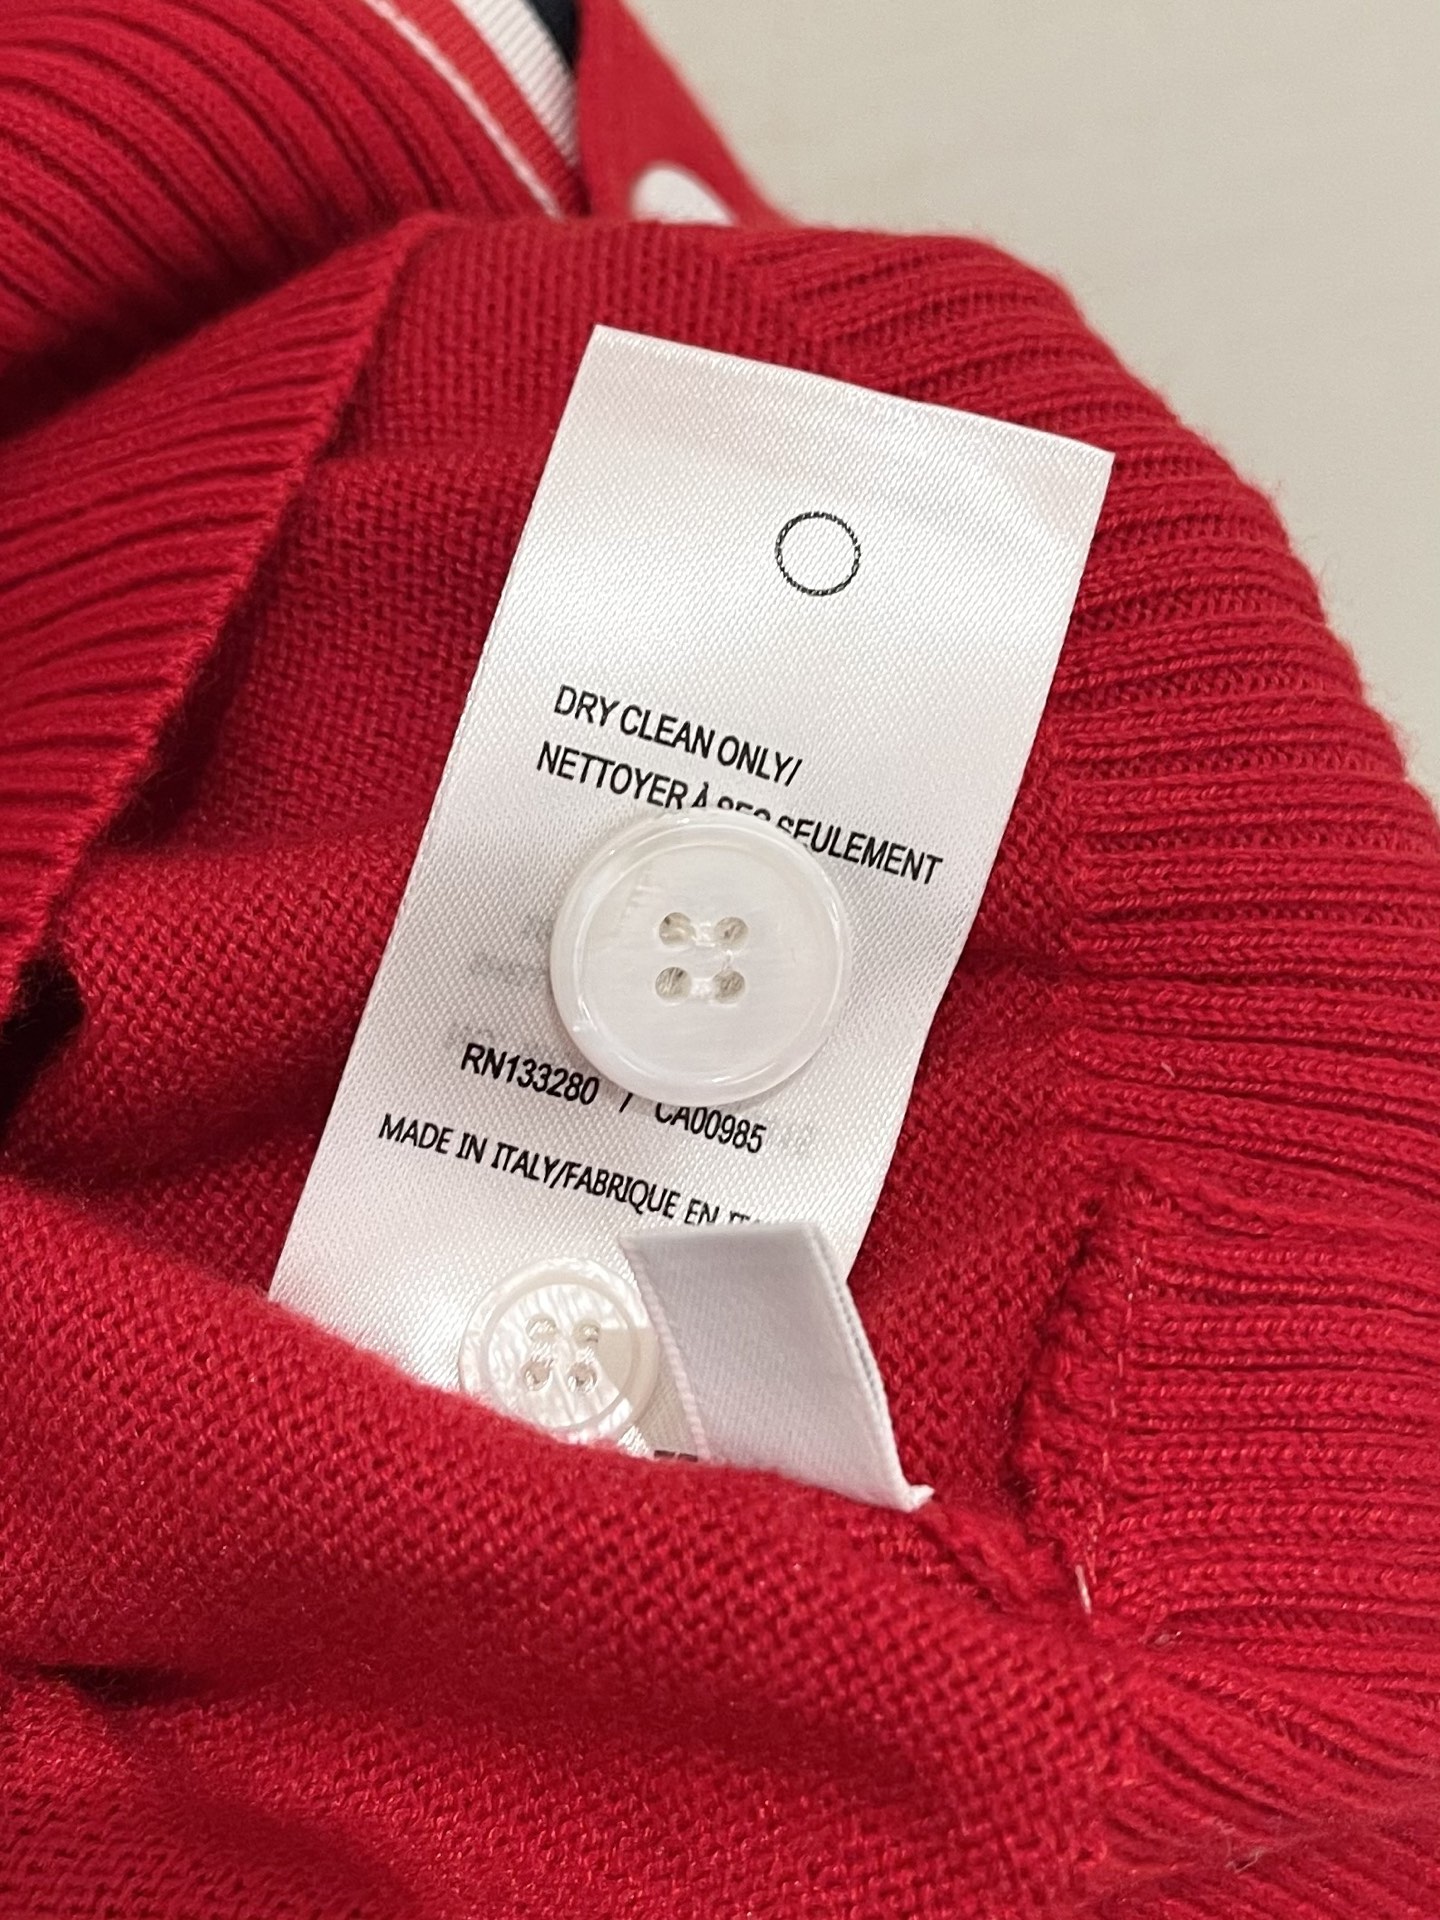 DRY CLEAN ONLY/
NETTOYER À SEC SEULEMENT
RN133280 / CA00985
MADE IN ITALY/FABRIQUE EN